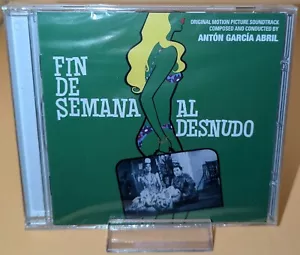 ORIGINAL MOTION PICTURE SOUNDTRACK
COMPOSED AND CONDUCTED BY
ANTÓN GARCÍA ABRIL
FIN
DE
SEMANA
AL
DESNUDO